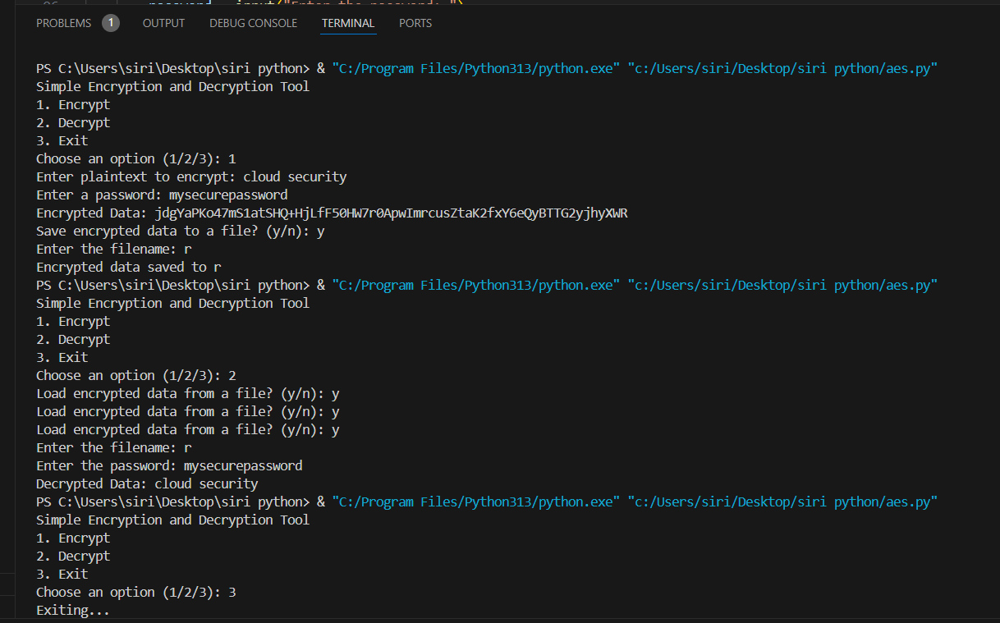 password = input("Enter the password: ")
PROBLEMS 1 OUTPUT DEBUG CONSOLE TERMINAL PORTS
PS C:\Users\siri\Desktop\siri python> & "C:/Program Files/Python313/python.exe" "c:/Users/siri/Desktop/siri python/aes.py"
Simple Encryption and Decryption Tool
1. Encrypt
2. Decrypt
3. Exit
Choose an option (1/2/3): 1
Enter plaintext to encrypt: cloud security
Enter a password: mysecurepassword
Encrypted Data: jdgYaPKo47mS1atSHQ+HjLfF50HW7r0ApwImrcusZtaK2fxY6eQyBTTG2yjhyXWR
Save encrypted data to a file? (y/n): y
Enter the filename: r
Encrypted data saved to r
PS C:\Users\siri\Desktop\siri python> & "C:/Program Files/Python313/python.exe" "c:/Users/siri/Desktop/siri python/aes.py"
Simple Encryption and Decryption Tool
1. Encrypt
2. Decrypt
3. Exit
Choose an option (1/2/3): 2
Load encrypted data from a file? (y/n): y
Load encrypted data from a file? (y/n): y
Load encrypted data from a file? (y/n): y
Enter the filename: r
Enter the password: mysecurepassword
Decrypted Data: cloud security
PS C:\Users\siri\Desktop\siri python> & "C:/Program Files/Python313/python.exe" "c:/Users/siri/Desktop/siri python/aes.py"
Simple Encryption and Decryption Tool
1. Encrypt
2. Decrypt
3. Exit
Choose an option (1/2/3): 3
Exiting...